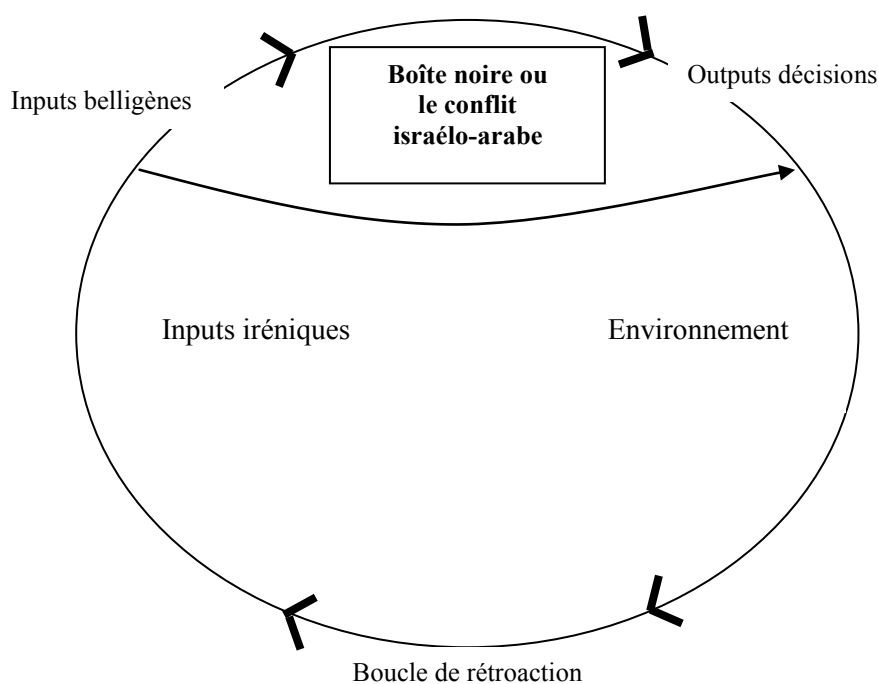 Boîte noire ou
le conflit
israélo-arabe
Inputs belligènes
Outputs décisions
Inputs iréniques
Environnement
Boucle de rétroaction